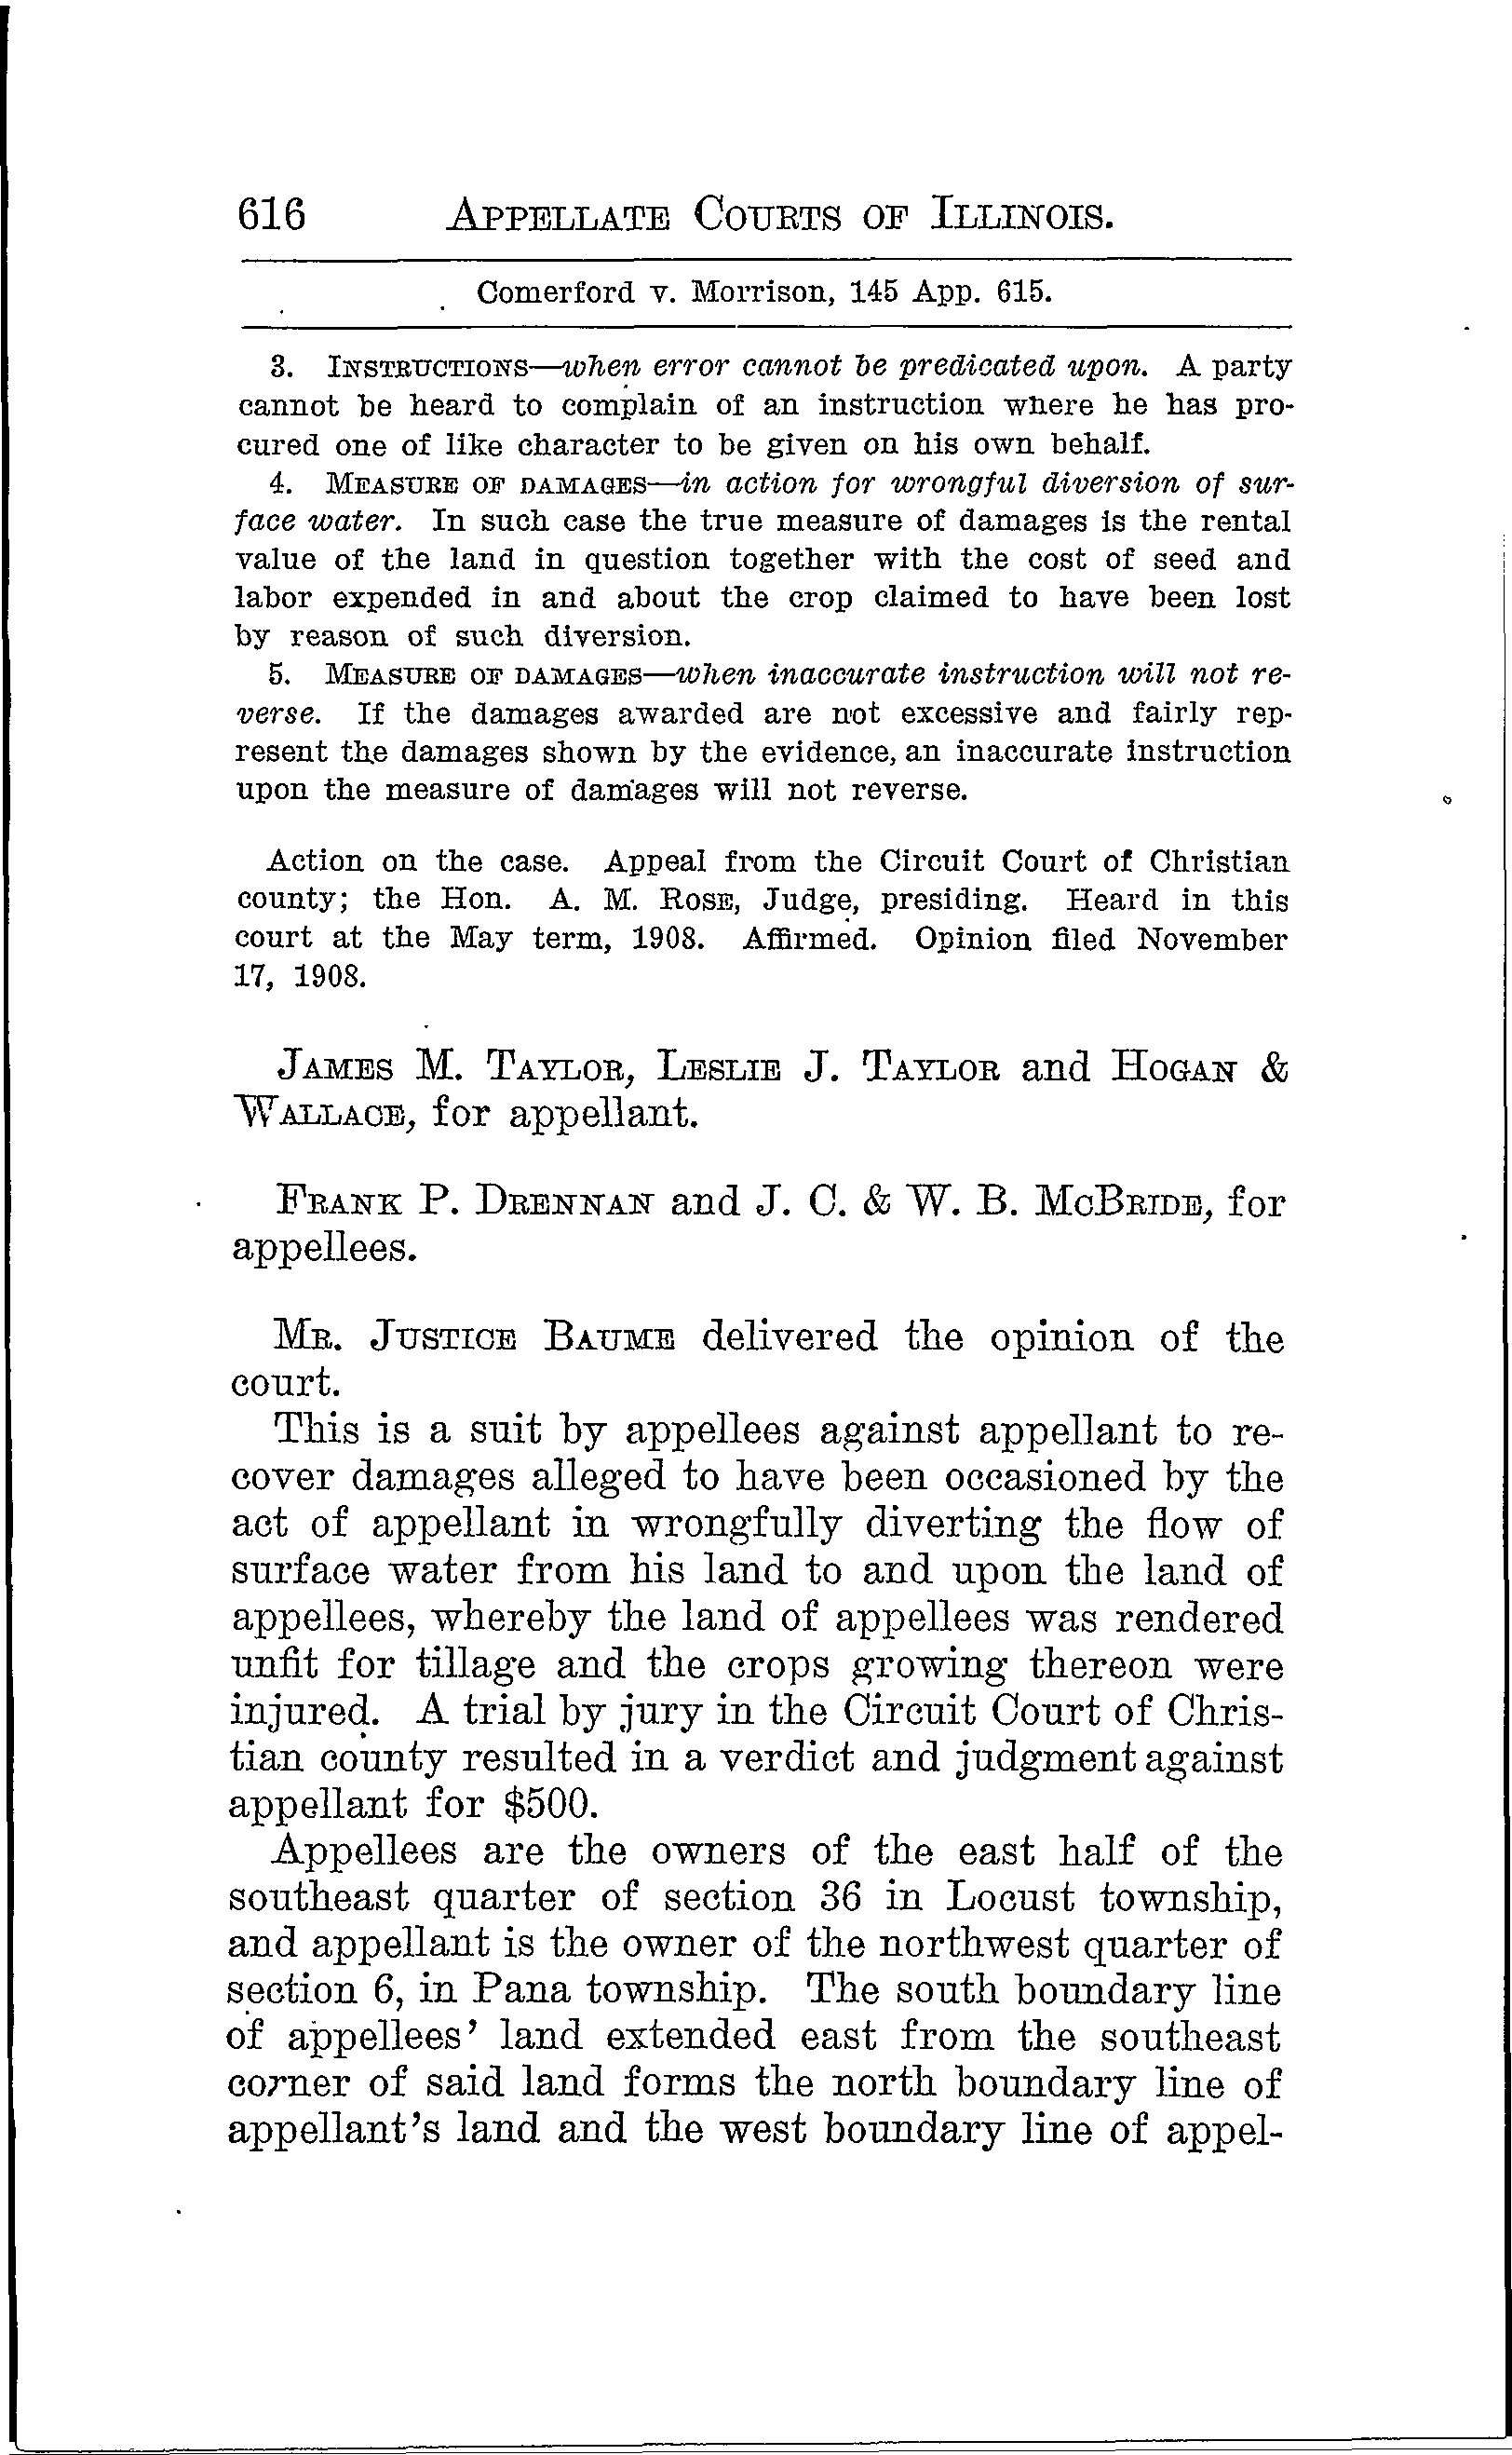 616 APPELLATE COURTS OF ILLINOIS.
Comerford v. Morrison, 145 App. 615.
3. INSTRUCTIONS—when error cannot be predicated upon. A party
cannot be heard to complain of an instruction where he has pro-
cured one of like character to be given on his own behalf.
4. MEASURE OF DAMAGES—in action for wrongful diversion of sur-
face water. In such case the true measure of damages is the rental
value of the land in question together with the cost of seed and
labor expended in and about the crop claimed to have been lost
by reason of such diversion.
5. MEASURE OF DAMAGES—when inaccurate instruction will not re-
verse. If the damages awarded are not excessive and fairly rep-
resent the damages shown by the evidence, an inaccurate instruction
upon the measure of damages will not reverse.
Action on the case. Appeal from the Circuit Court of Christian
county; the Hon. A. M. ROSE, Judge, presiding. Heard in this
court at the May term, 1908. Affirmed. Opinion filed November
17, 1908.
JAMES M. TAYLOR, LESLIE J. TAYLOR and HOGAN &
WALLACE, for appellant.
FRANK P. DRENNAN and J. C. & W. B. MCBRIDE, for
appellees.
MR. JUSTICE BAUME delivered the opinion of the
court.
This is a suit by appellees against appellant to re-
cover damages alleged to have been occasioned by the
act of appellant in wrongfully diverting the flow of
surface water from his land to and upon the land of
appellees, whereby the land of appellees was rendered
unfit for tillage and the crops growing thereon were
injured. A trial by jury in the Circuit Court of Chris-
tian county resulted in a verdict and judgment against
appellant for $500.
Appellees are the owners of the east half of the
southeast quarter of section 36 in Locust township,
and appellant is the owner of the northwest quarter of
section 6, in Pana township. The south boundary line
of appellees' land extended east from the southeast
corner of said land forms the north boundary line of
appellant's land and the west boundary line of appel-